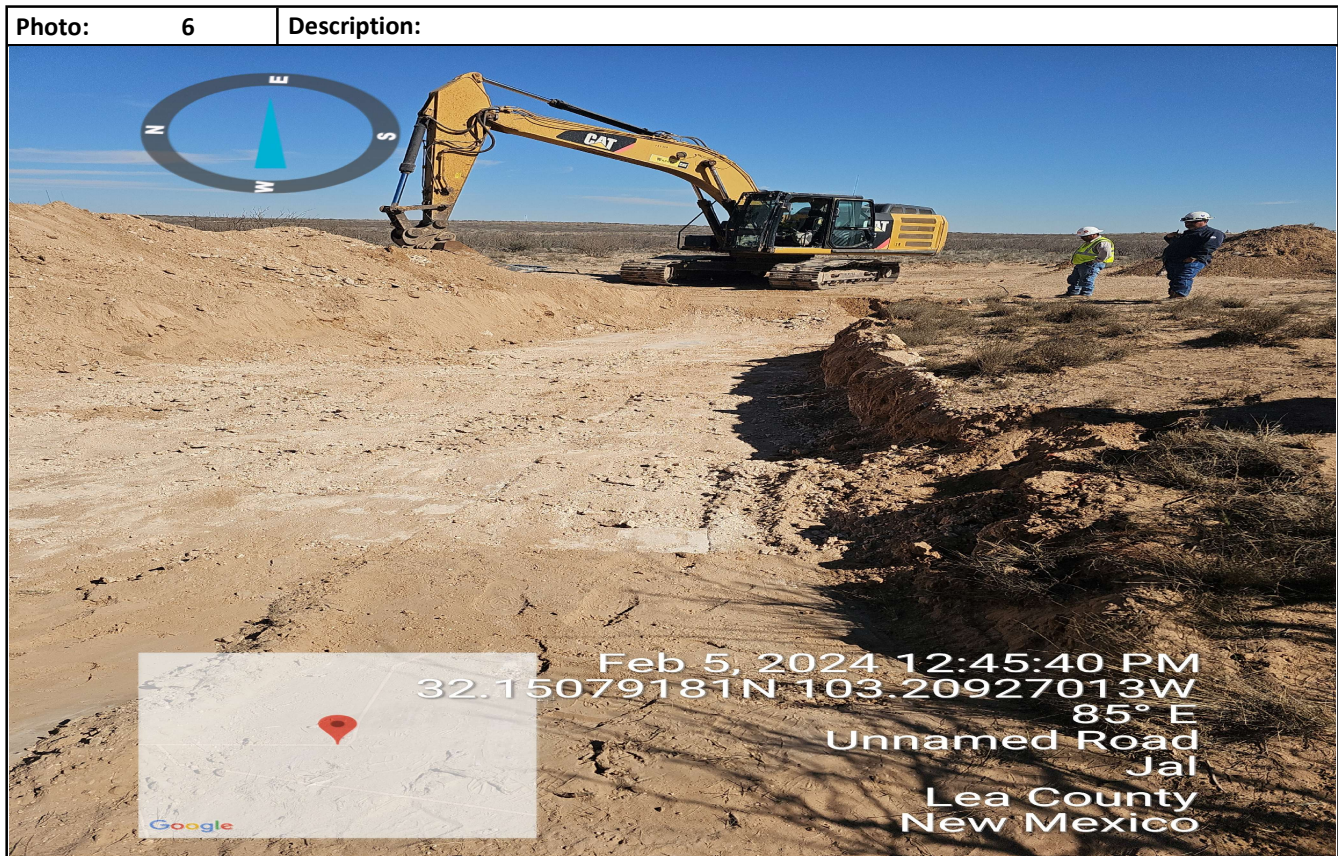 Photo: 6 Description:
E
N
S
W
CAT
Feb 5, 2024 12:45:40 PM
32.15079181N 103.20927013W
85° E
Unnamed Road
Jal
Lea County
New Mexico
Google